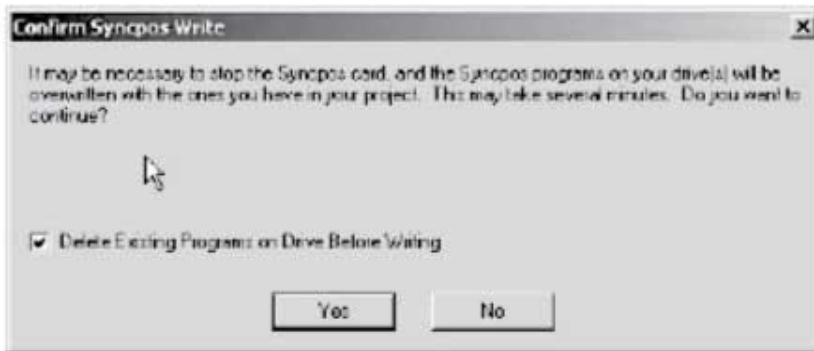 Confirm Syncpos Write
It may be necessary to stop the Syncpos card, and the Syncpos programs on your drive(s) will be
overwritten with the ones you have in your project. This may take several minutes. Do you want to
continue?
Delete Existing Programs on Drive Before Writing
Yes
No